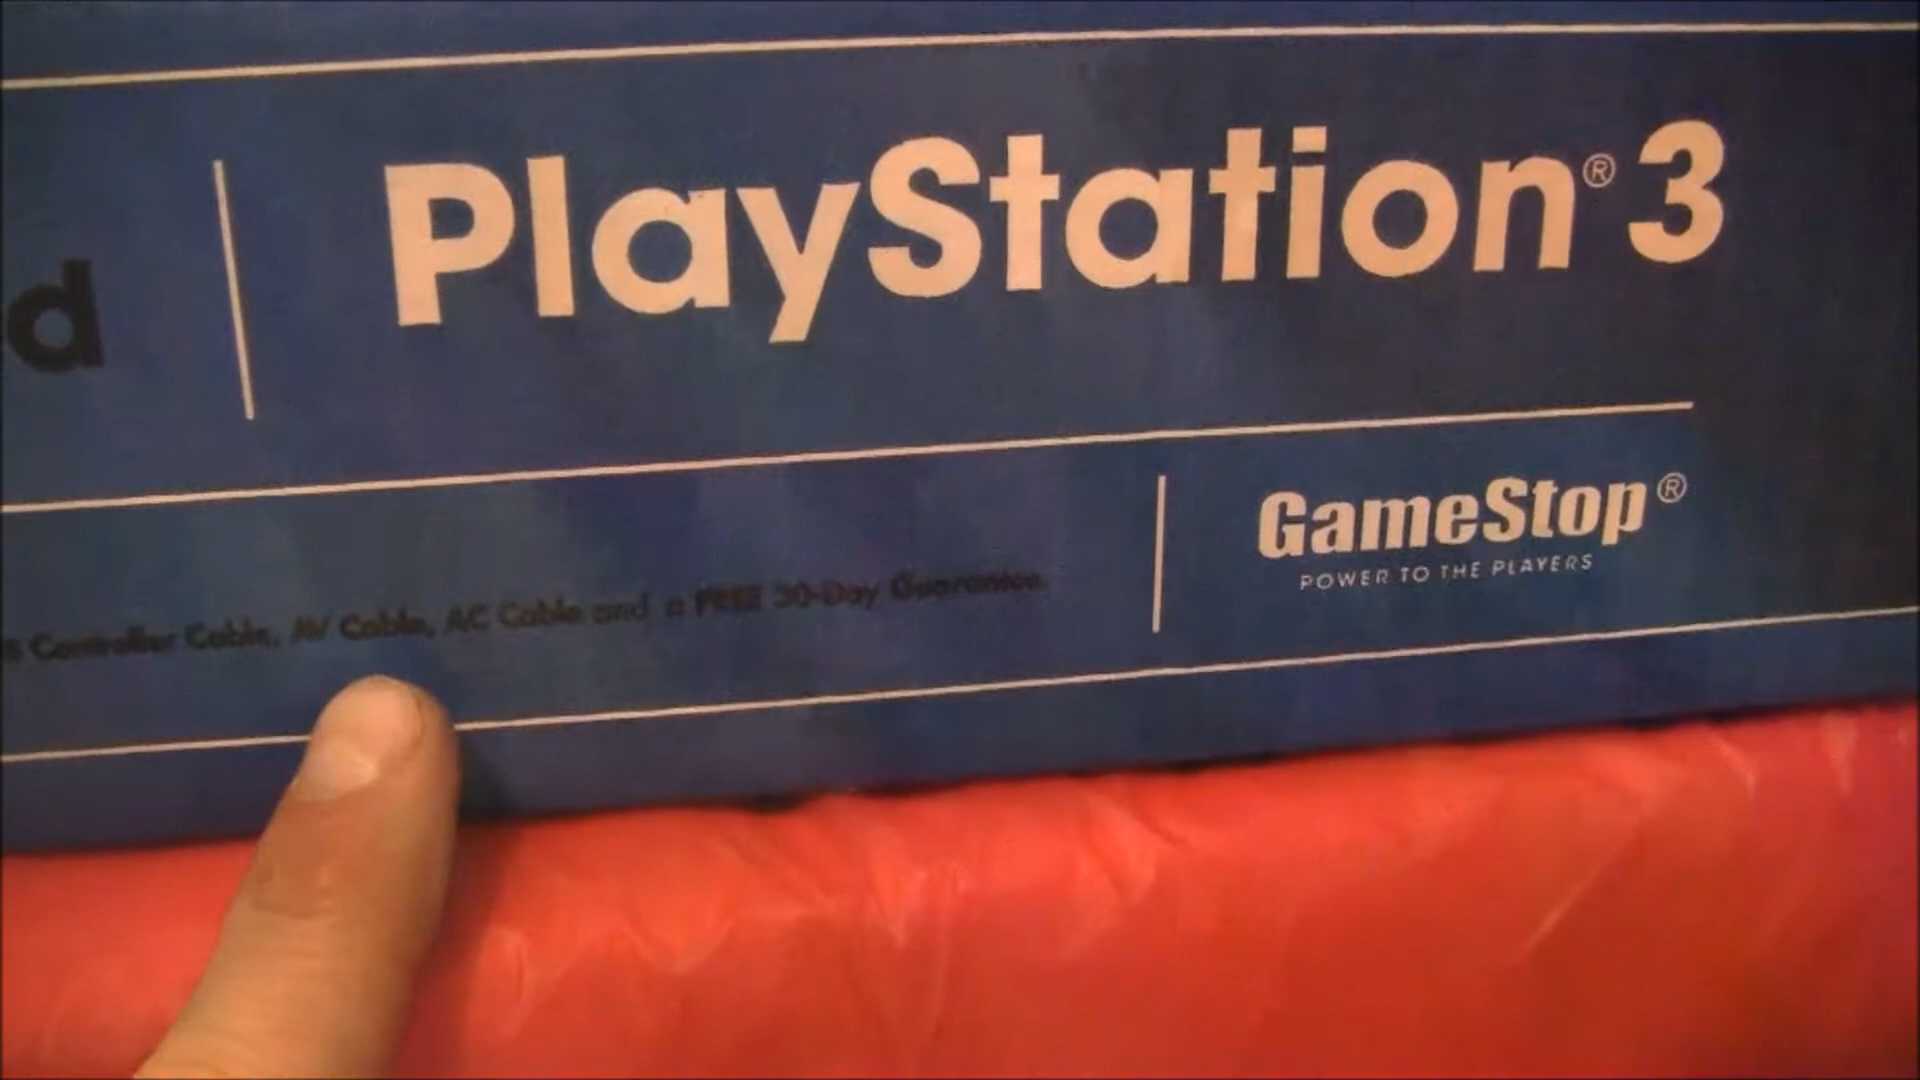 d
PlayStation® 3
Controller Cable, AV Cable, AC Cable and a FREE 30-Day Guarantee.
GameStop®
POWER TO THE PLAYERS